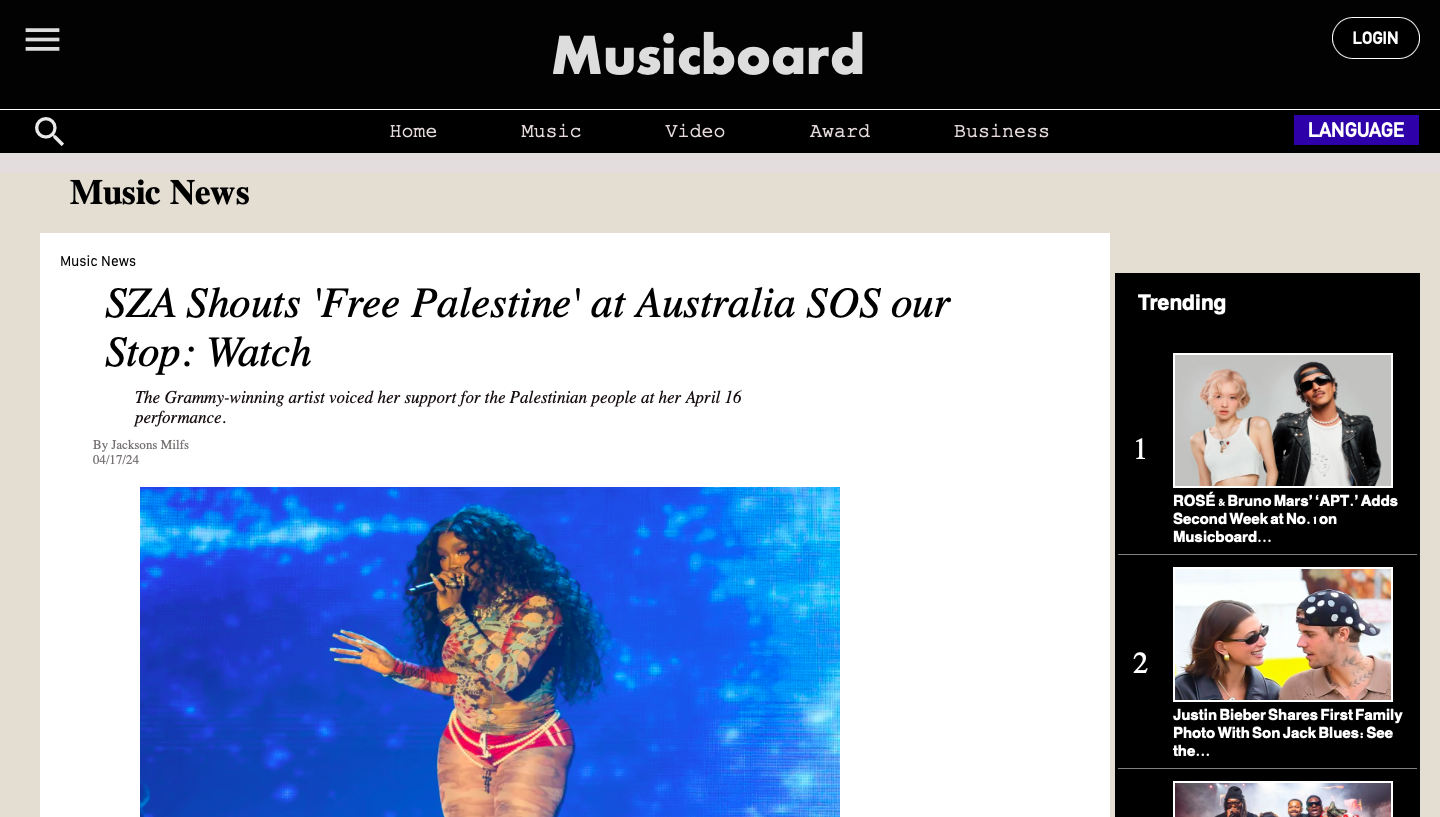 Musicboard
LOGIN
Home Music Video Award Business
LANGUAGE
Music News
Music News
SZA Shouts 'Free Palestine' at Australia SOS our
Stop: Watch
The Grammy-winning artist voiced her support for the Palestinian people at her April 16
performance.
By Jacksons Milfs
04/17/24
Trending
1
ROSÉ & Bruno Mars’ ‘APT.’ Adds
Second Week at No. 1 on
Musicboard…
2
Justin Bieber Shares First Family
Photo With Son Jack Blues: See
the…